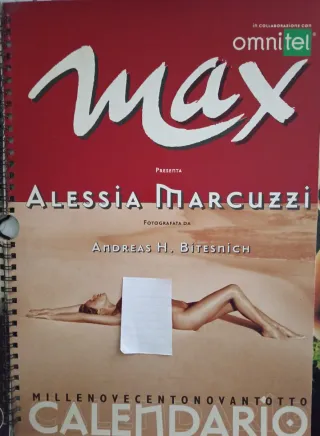 in collaborazione con
omnitel
max
Presenta
Alessia Marcuzzi
Fotografata da
Andreas H. Bitesnich
MILLENOVECENTONOVANTOTTO
CALENDARIO